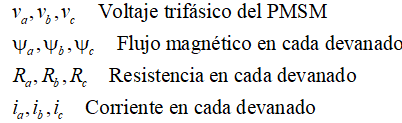 v_a, v_b, v_c Voltaje trifásico del PMSM
Ψ_a, Ψ_b, Ψ_c Flujo magnético en cada devanado
R_a, R_b, R_c Resistencia en cada devanado
i_a, i_b, i_c Corriente en cada devanado